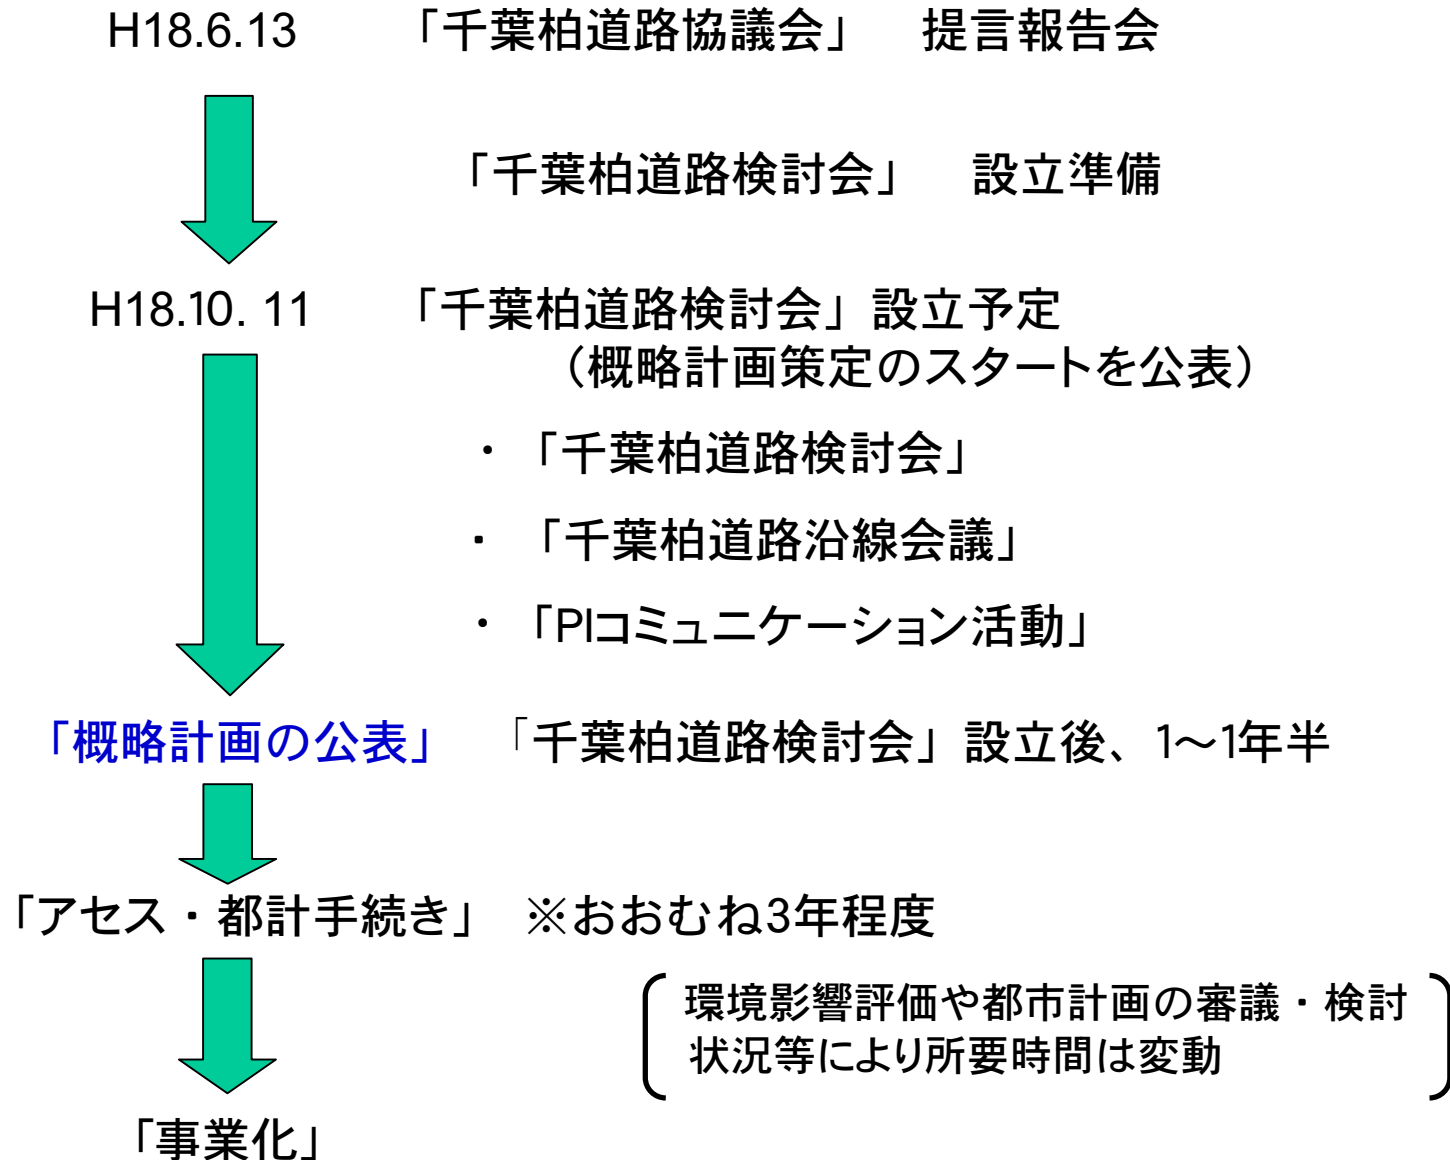 H18.6.13 「千葉柏道路協議会」 提言報告会
「千葉柏道路検討会」 設立準備
H18.10. 11 「千葉柏道路検討会」設立予定
（概略計画策定のスタートを公表）
・「千葉柏道路検討会」
・「千葉柏道路沿線会議」
・「PIコミュニケーション活動」
「概略計画の公表」 「千葉柏道路検討会」設立後、1～1年半
「アセス・都計手続き」 ※おおむね3年程度
環境影響評価や都市計画の審議・検討
状況等により所要時間は変動
「事業化」